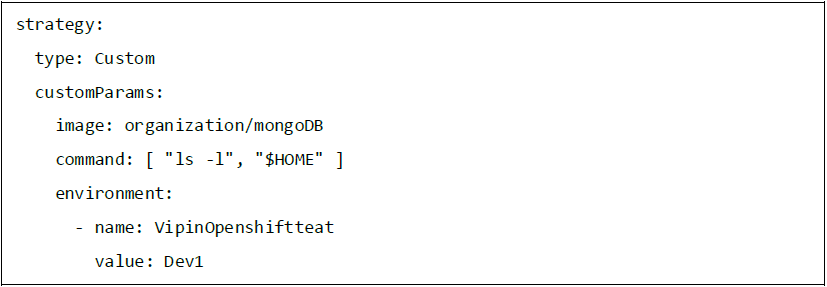 strategy:
type: Custom
customParams:
image: organization/mongoDB
command: [ "ls -l", "$HOME" ]
environment:
- name: VipinOpenshiftteat
value: Dev1